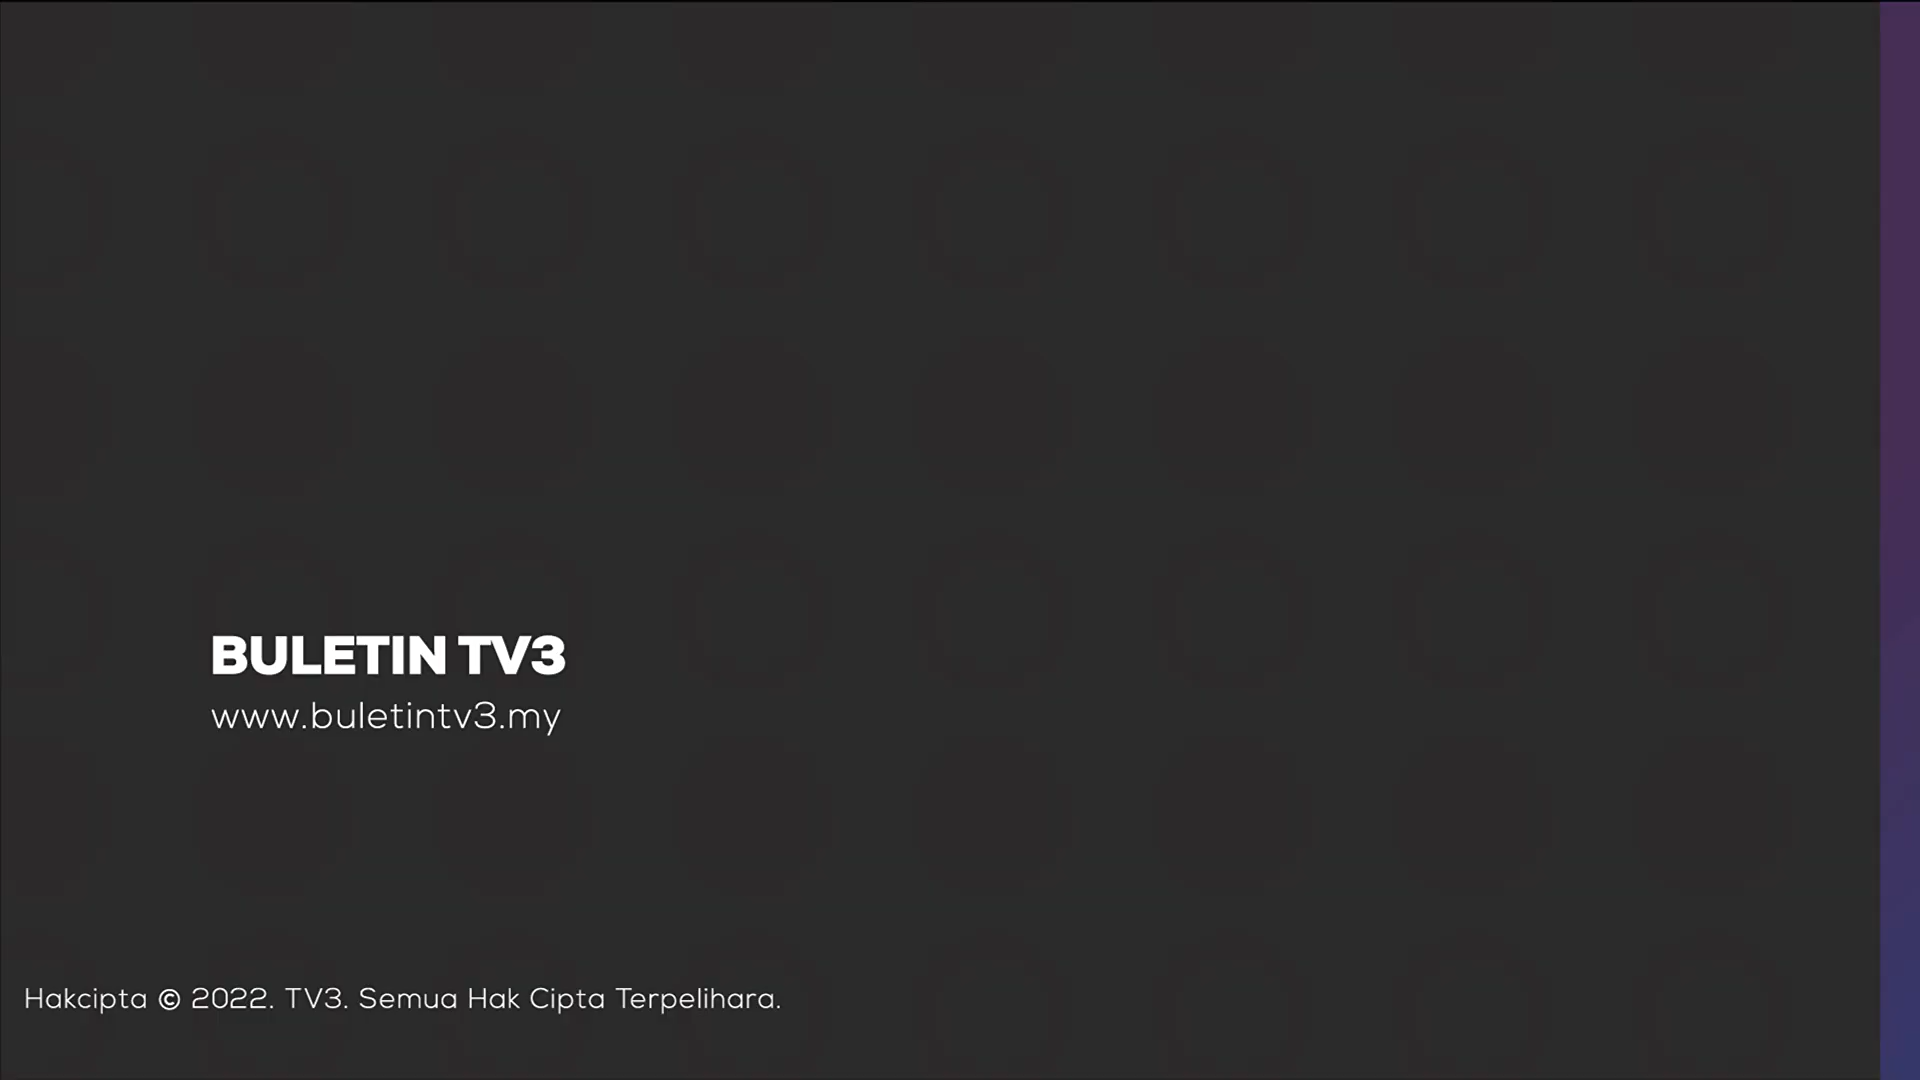 BULETIN TV3
www.buletintv3.my
Hakcipta © 2022. TV3. Semua Hak Cipta Terpelihara.